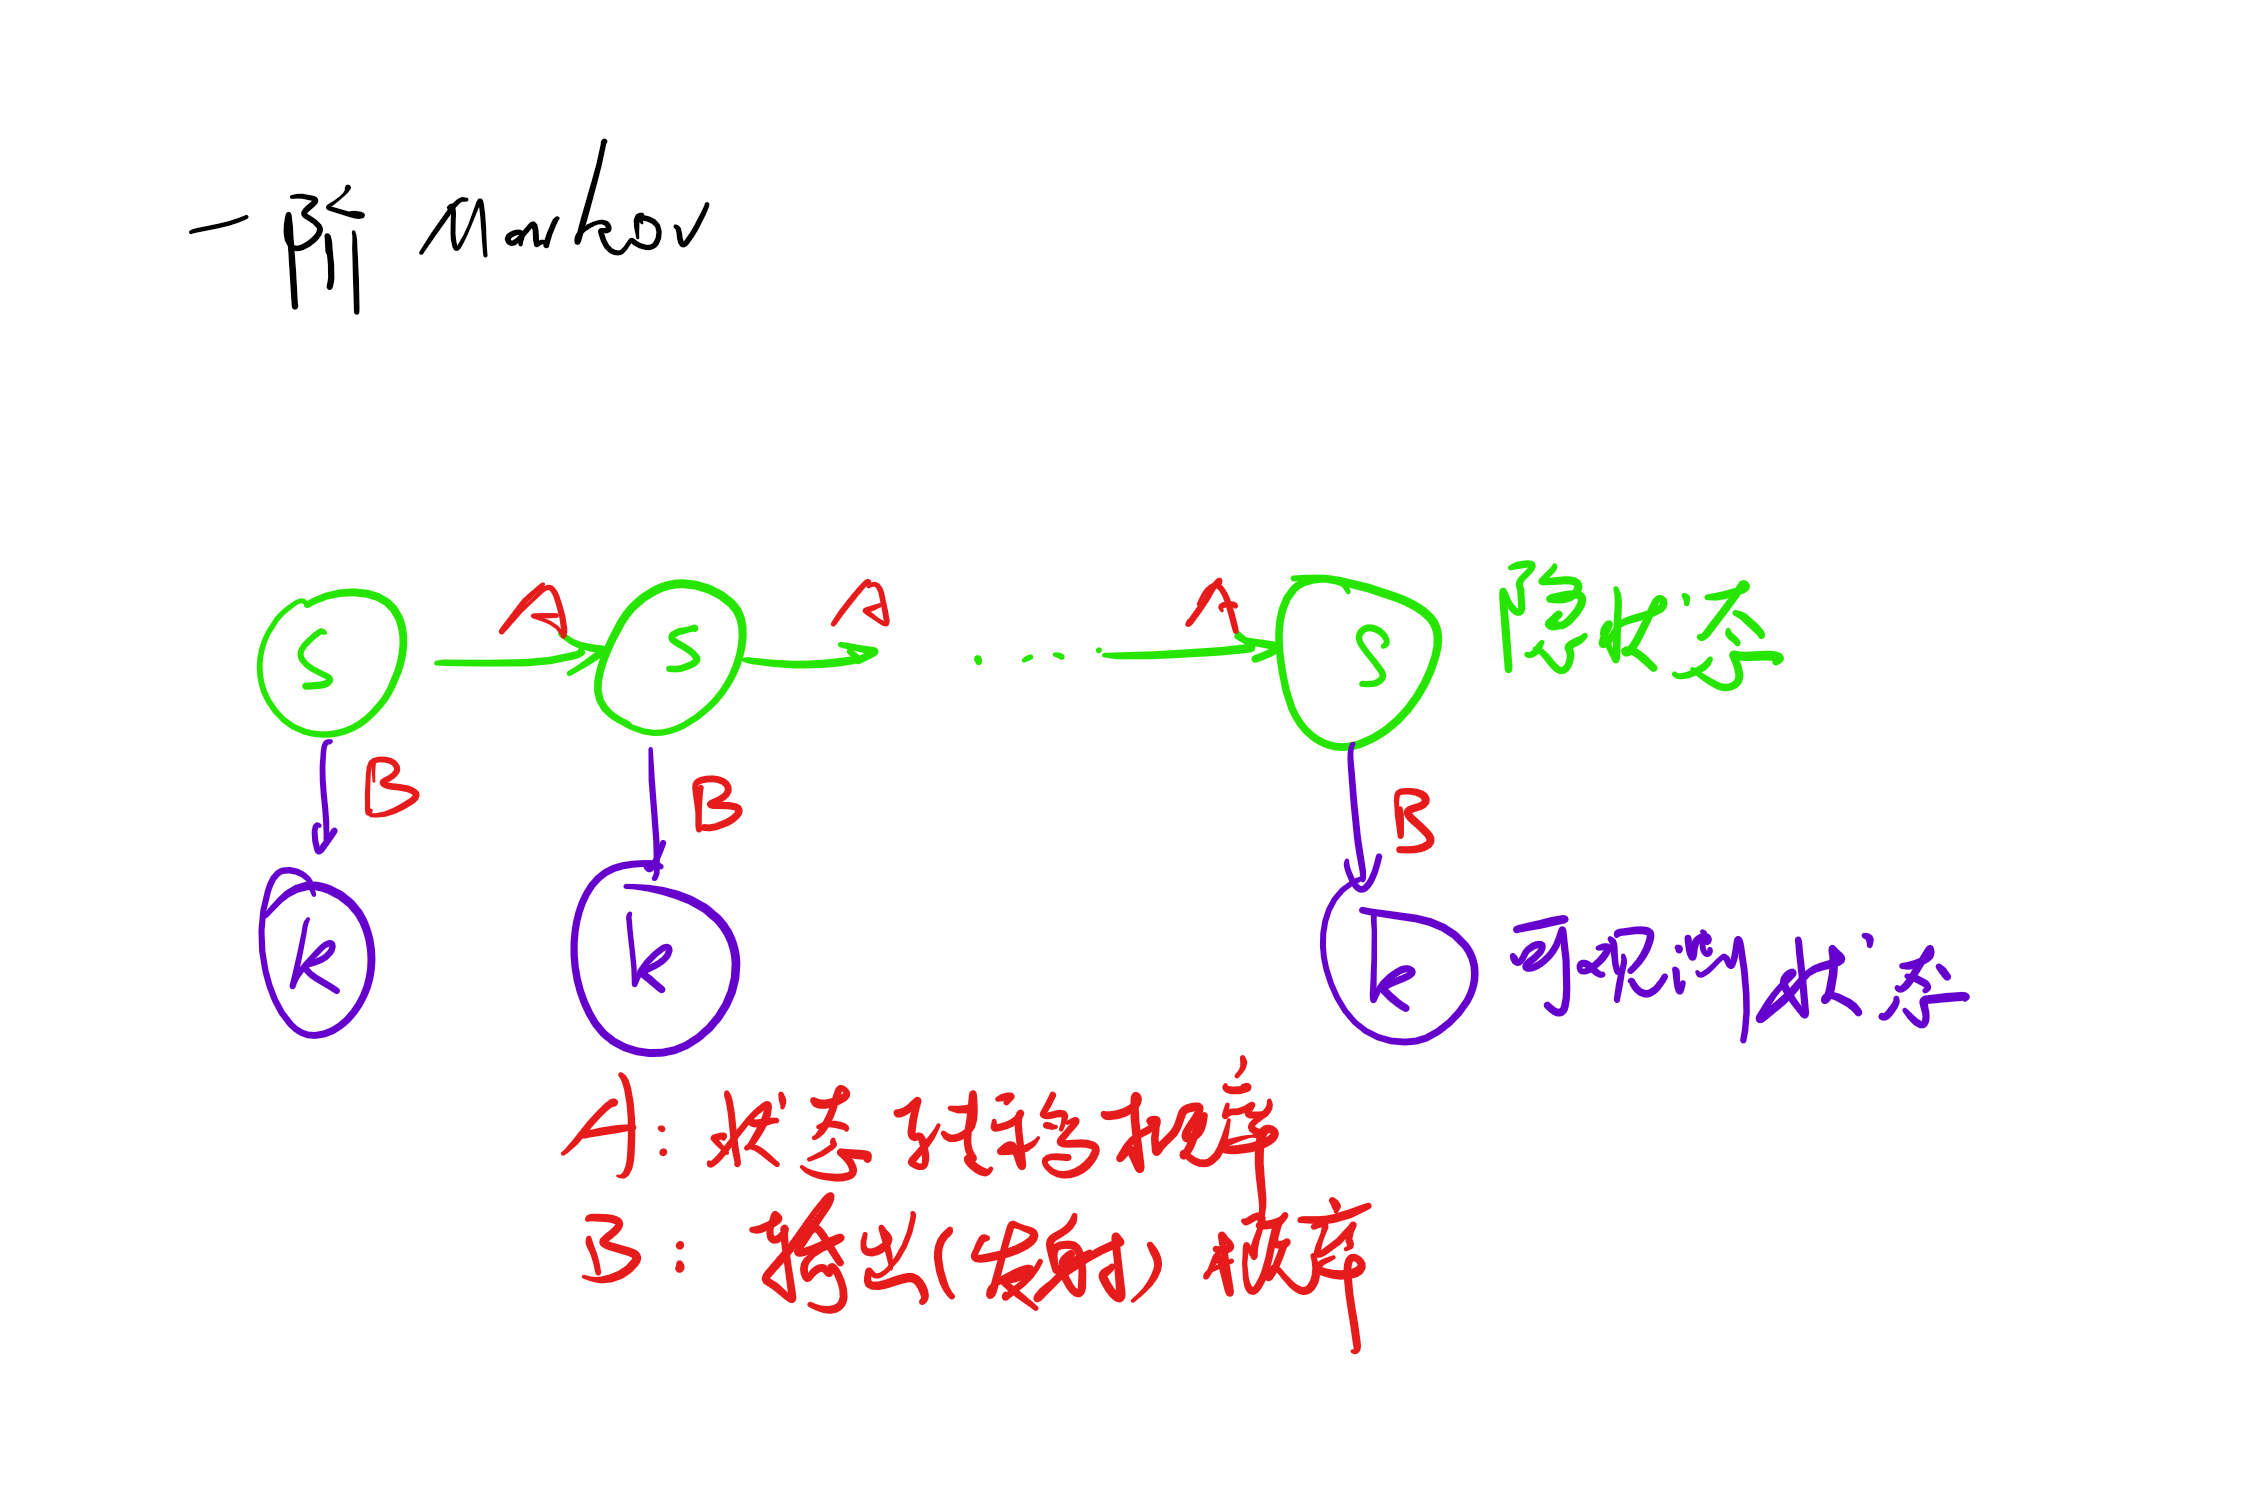 一阶 Markov
A A A
S S S 隐状态
B B B
k k k 可观测状态
A: 状态转移概率
B: 输出(发射)概率